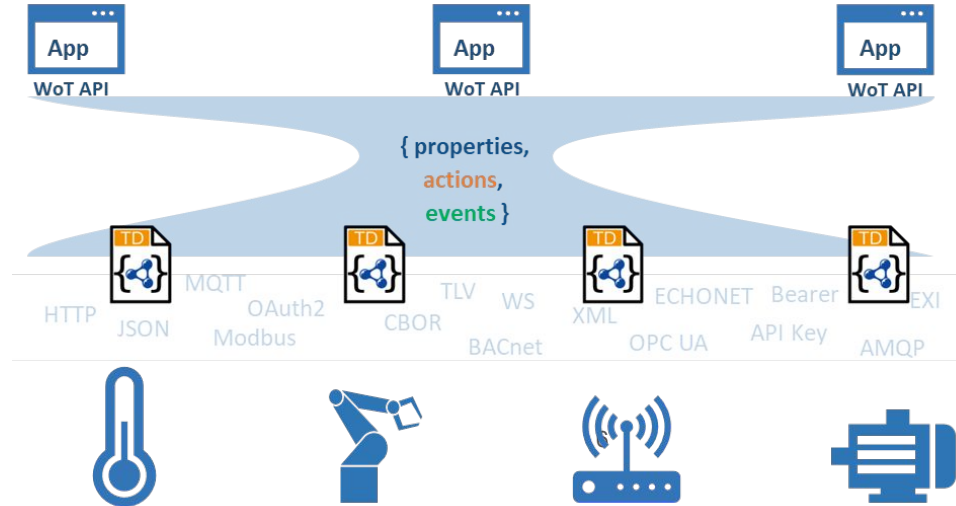 App App App
WoT API WoT API WoT API
{ properties,
actions,
events }
TD TD TD TD
{ } { } { } { }
MQTT TLV WS ECHONET Bearer EXI
HTTP OAuth2 XML
JSON CBOR API Key
Modbus BACnet OPC UA AMQP
6